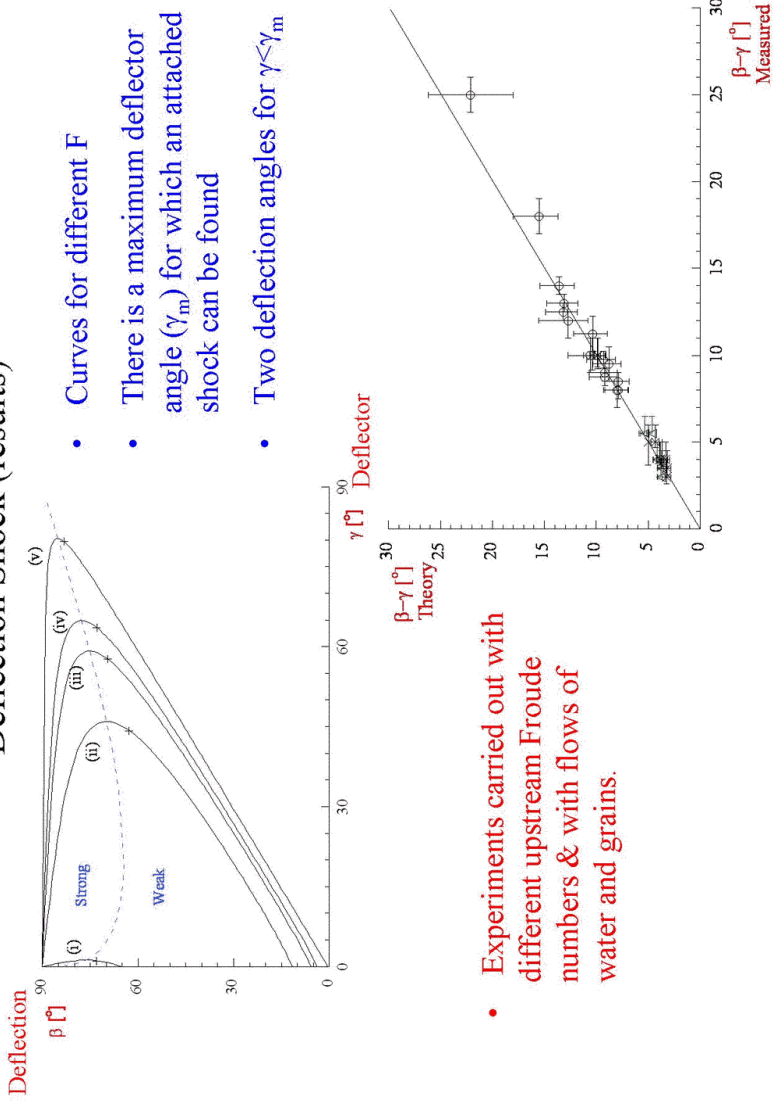 Deflection shock (results)
Deflection
β [°]
90
60
30
0
0
30
60
90
γ [°]
Deflector
Strong
Weak
(i)
(ii)
(iii)
(iv)
(v)
• Curves for different F
• There is a maximum deflector
angle (γm) for which an attached
shock can be found
• Two deflection angles for γ<γm
• Experiments carried out with
different upstream Froude
numbers & with flows of
water and grains.
β−γ [°]
Theory
30
25
20
15
10
5
0
0
5
10
15
20
25
30
β−γ [°]
Measured